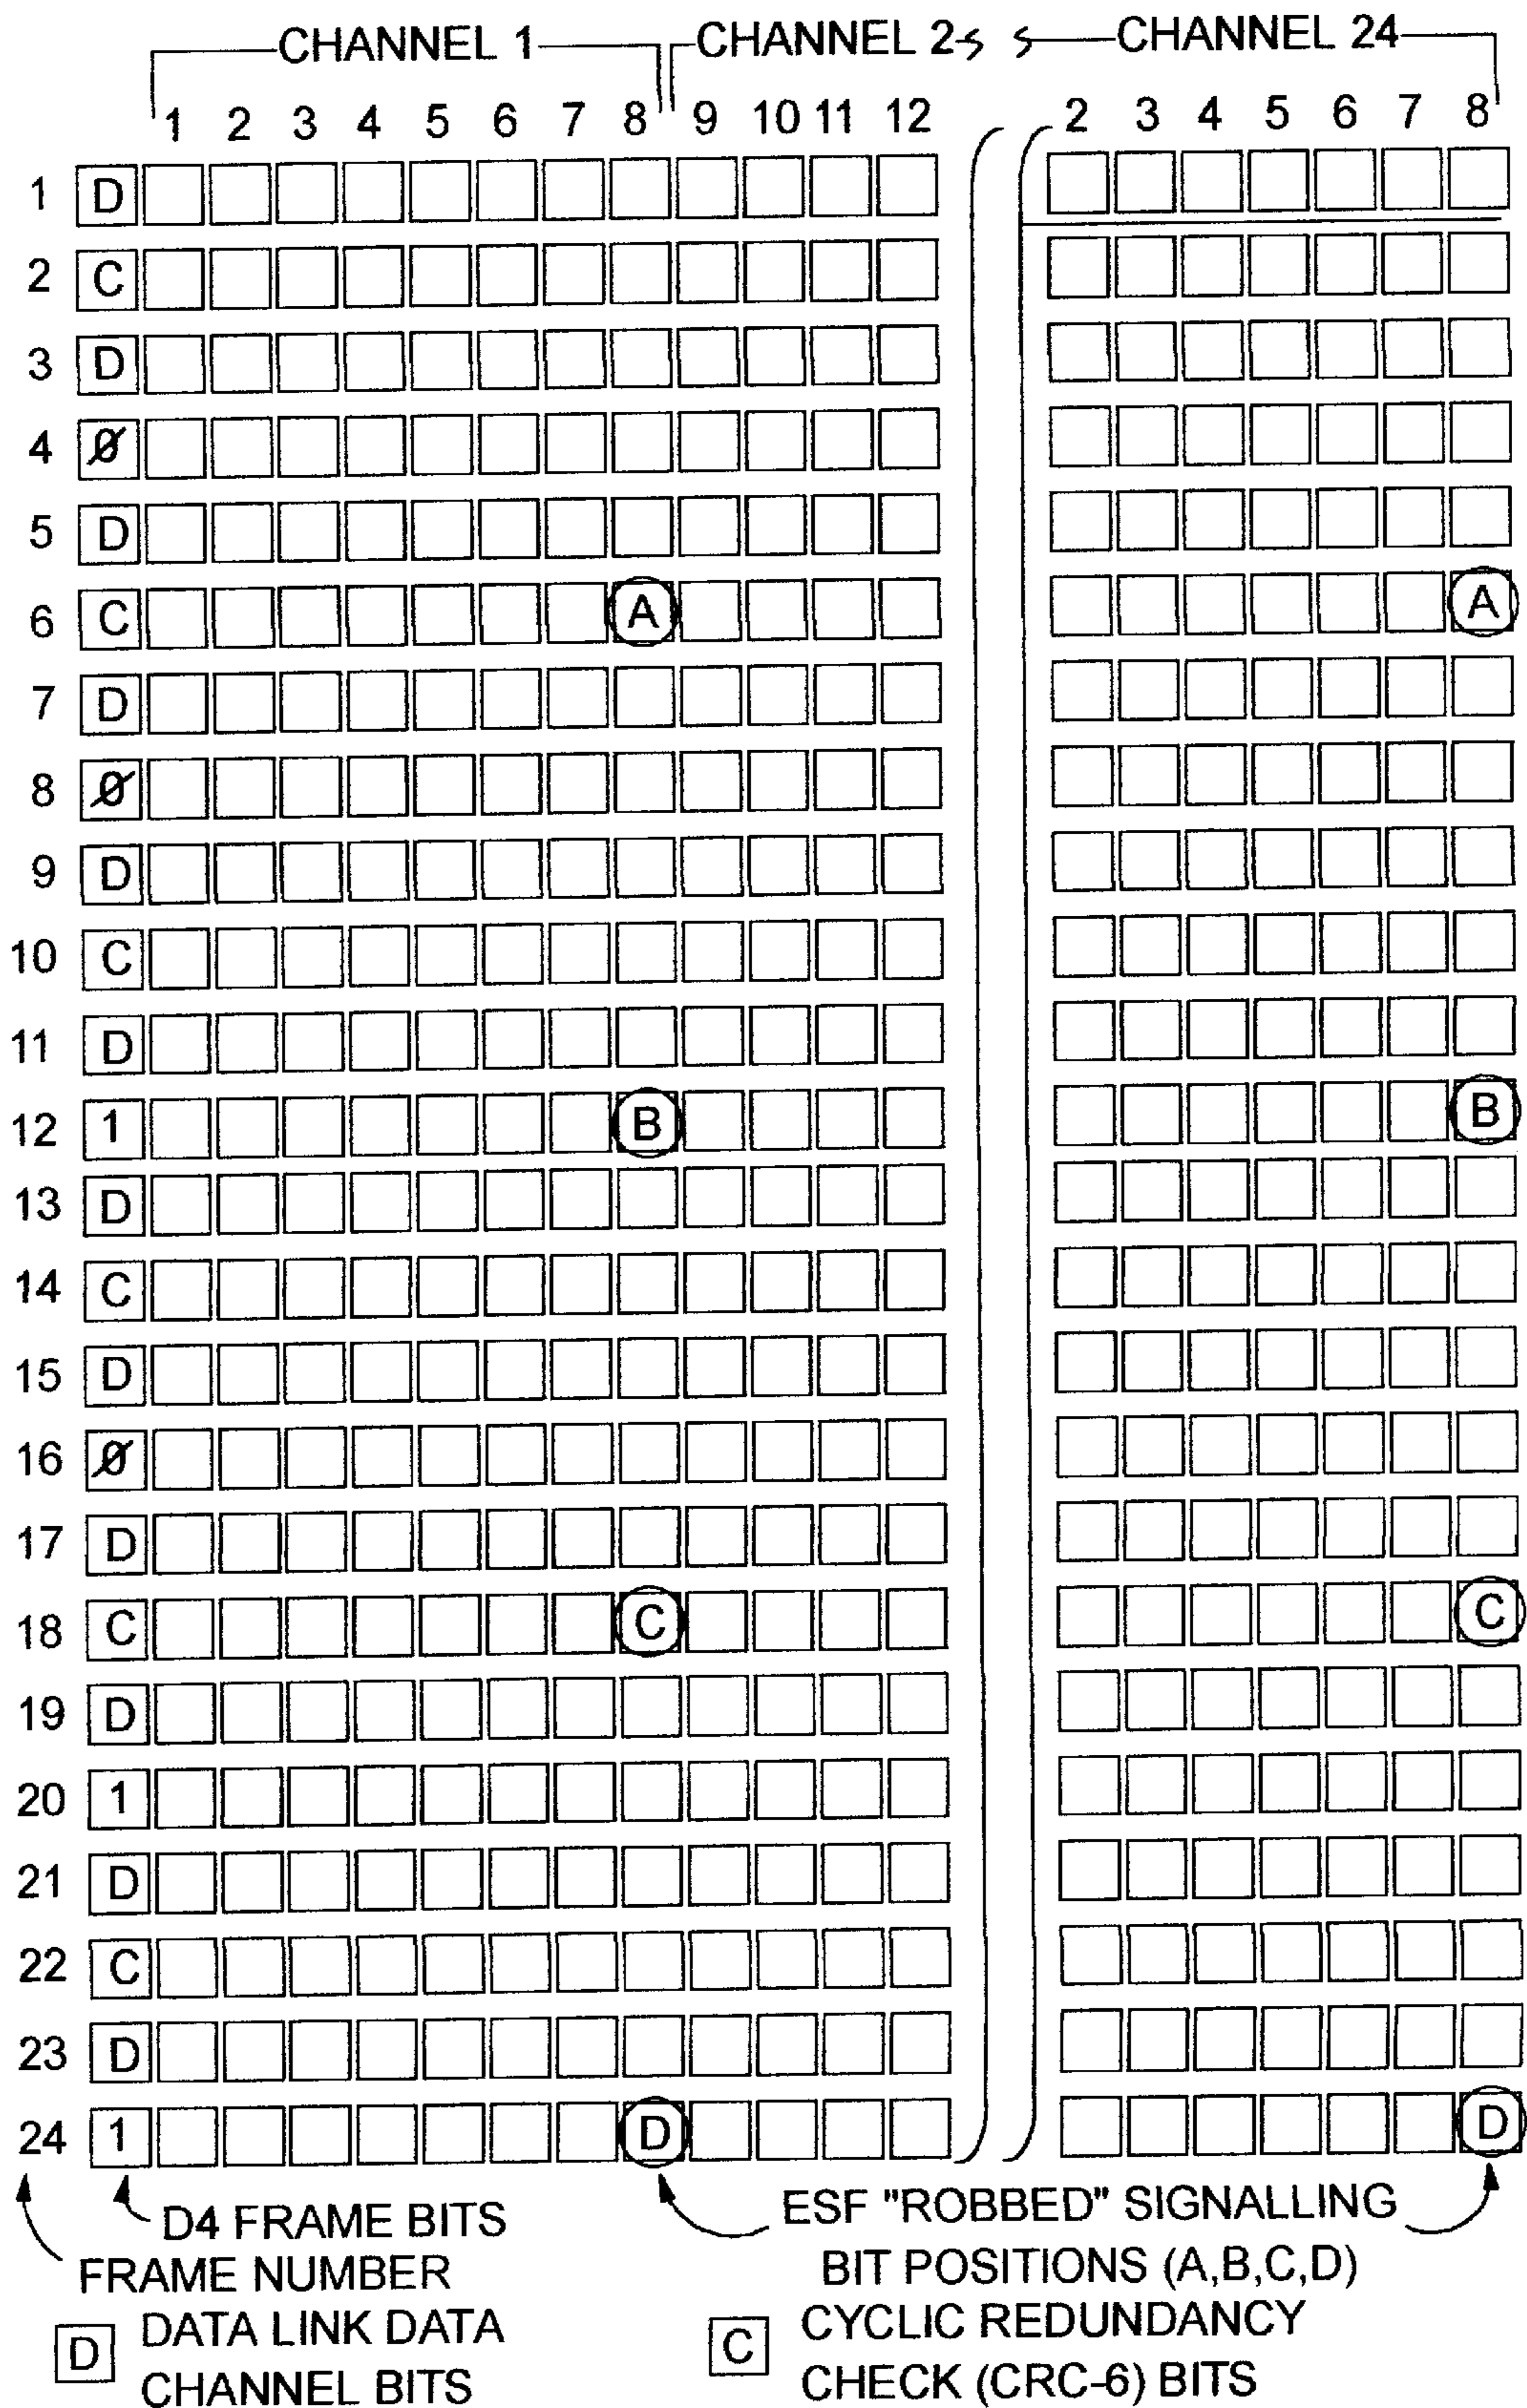 CHANNEL 1 CHANNEL 2 CHANNEL 24
1 2 3 4 5 6 7 8 9 10 11 12 2 3 4 5 6 7 8
1 D
2 C
3 D
4 Ø
5 D
6 C A A
7 D
8 Ø
9 D
10 C
11 D
12 1 B B
13 D
14 C
15 D
16 Ø
17 D
18 C C C
19 D
20 1
21 D
22 C
23 D
24 1 D D
D4 FRAME BITS
FRAME NUMBER
ESF "ROBBED" SIGNALLING
BIT POSITIONS (A,B,C,D)
D DATA LINK DATA
CHANNEL BITS
C CYCLIC REDUNDANCY
CHECK (CRC-6) BITS